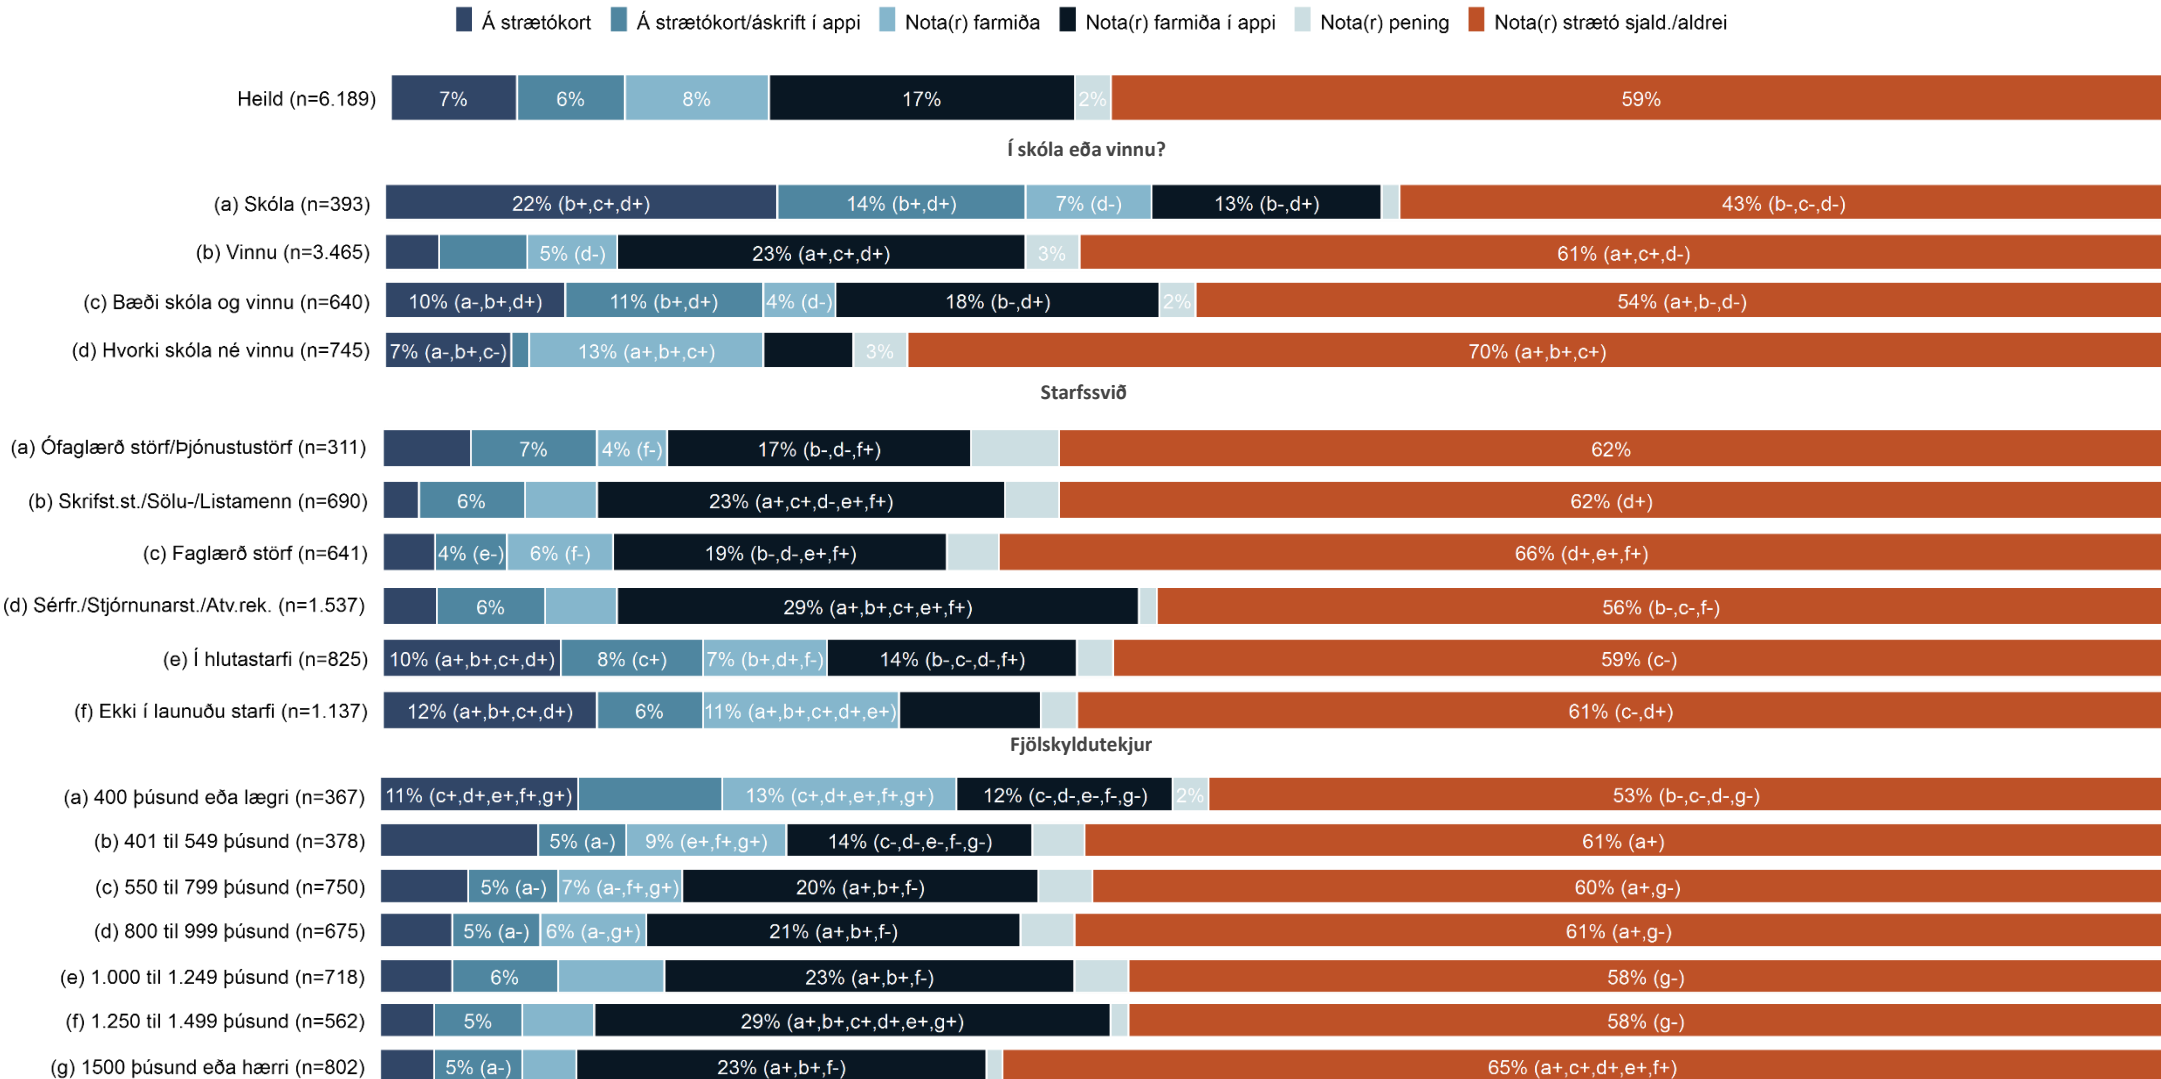 Á strætókort Á strætókort/áskrift í appi Nota(r) farmiða Nota(r) farmiða í appi Nota(r) pening Nota(r) strætó sjald./aldrei
Heild (n=6.189) 7% 6% 8% 17% 2% 59%
Í skóla eða vinnu?
(a) Skóla (n=393) 22% (b+,c+,d+) 14% (b+,d+) 7% (d-) 13% (b-,d+) 43% (b-,c-,d-)
(b) Vinnu (n=3.465) 5% (d-) 23% (a+,c+,d+) 3% 61% (a+,c+,d-)
(c) Bæði skóla og vinnu (n=640) 10% (a-,b+,d+) 11% (b+,d+) 4% (d-) 18% (b-,d+) 2% 54% (a+,b-,d-)
(d) Hvorki skóla né vinnu (n=745) 7% (a-,b+,c-) 13% (a+,b+,c+) 3% 70% (a+,b+,c+)
Starfssvið
(a) Ófaglærð störf/Þjónustustörf (n=311) 7% 4% (f-) 17% (b-,d-,f+) 62%
(b) Skrifst.st./Sölu-/Listamenn (n=690) 6% 23% (a+,c+,d-,e+,f+) 62% (d+)
(c) Faglærð störf (n=641) 4% (e-) 6% (f-) 19% (b-,d-,e+,f+) 66% (d+,e+,f+)
(d) Sérfr./Stjórnunarst./Atv.rek. (n=1.537) 6% 29% (a+,b+,c+,e+,f+) 56% (b-,c-,f-)
(e) Í hlutastarfi (n=825) 10% (a+,b+,c+,d+) 8% (c+) 7% (b+,d+,f-) 14% (b-,c-,d-,f+) 59% (c-)
(f) Ekki í launuðu starfi (n=1.137) 12% (a+,b+,c+,d+) 6% 11% (a+,b+,c+,d+,e+) 61% (c-,d+)
Fjölskyldutekjur
(a) 400 þúsund eða lægri (n=367) 11% (c+,d+,e+,f+,g+) 13% (c+,d+,e+,f+,g+) 12% (c-,d-,e-,f-,g-) 2% 53% (b-,c-,d-,g-)
(b) 401 til 549 þúsund (n=378) 5% (a-) 9% (e+,f+,g+) 14% (c-,d-,e-,f-,g-) 61% (a+)
(c) 550 til 799 þúsund (n=750) 5% (a-) 7% (a-,f+,g+) 20% (a+,b+,f-) 60% (a+,g-)
(d) 800 til 999 þúsund (n=675) 5% (a-) 6% (a-,g+) 21% (a+,b+,f-) 61% (a+,g-)
(e) 1.000 til 1.249 þúsund (n=718) 6% 23% (a+,b+,f-) 58% (g-)
(f) 1.250 til 1.499 þúsund (n=562) 5% 29% (a+,b+,c+,d+,e+,g+) 58% (g-)
(g) 1500 þúsund eða hærri (n=802) 5% (a-) 23% (a+,b+,f-) 65% (a+,c+,d+,e+,f+)